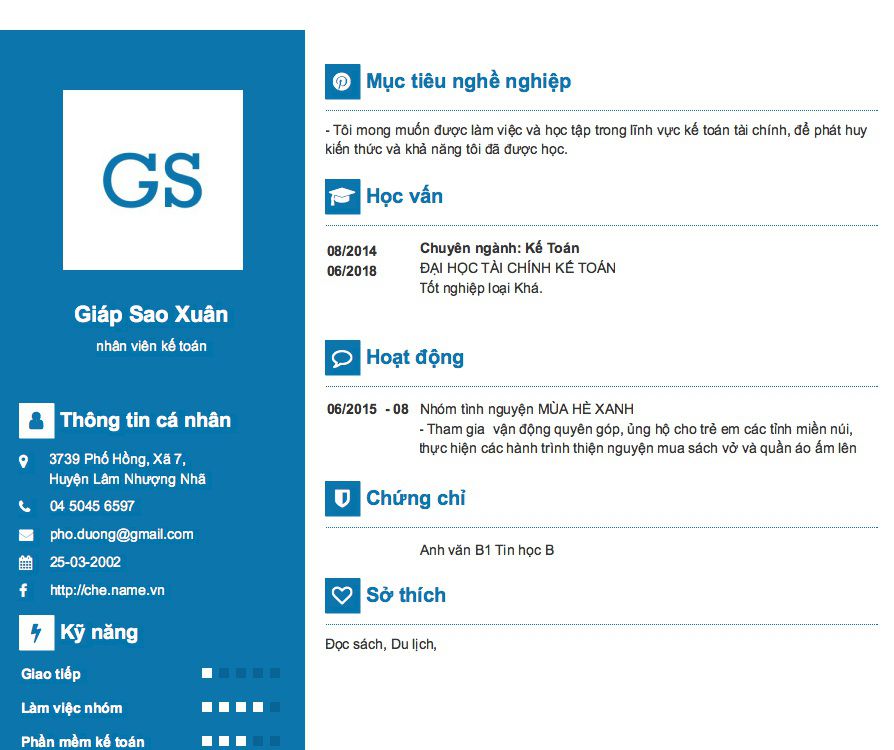 GS
Giáp Sao Xuân
nhân viên kế toán
Thông tin cá nhân
3739 Phố Hồng, Xã 7,
Huyện Lâm Nhượng Nhã
04 5045 6597
pho.duong@gmail.com
25-03-2002
http://che.name.vn
Kỹ năng
Giao tiếp
Làm việc nhóm
Phần mềm kế toán
Mục tiêu nghề nghiệp
- Tôi mong muốn được làm việc và học tập trong lĩnh vực kế toán tài chính, để phát huy
kiến thức và khả năng tôi đã được học.
Học vấn
08/2014
06/2018
Chuyên ngành: Kế Toán
ĐẠI HỌC TÀI CHÍNH KẾ TOÁN
Tốt nghiệp loại Khá.
Hoạt động
06/2015 - 08 Nhóm tình nguyện MÙA HÈ XANH
- Tham gia vận động quyên góp, ủng hộ cho trẻ em các tỉnh miền núi,
thực hiện các hành trình thiện nguyện mua sách vở và quần áo ấm lên
Chứng chỉ
Anh văn B1 Tin học B
Sở thích
Đọc sách, Du lịch,